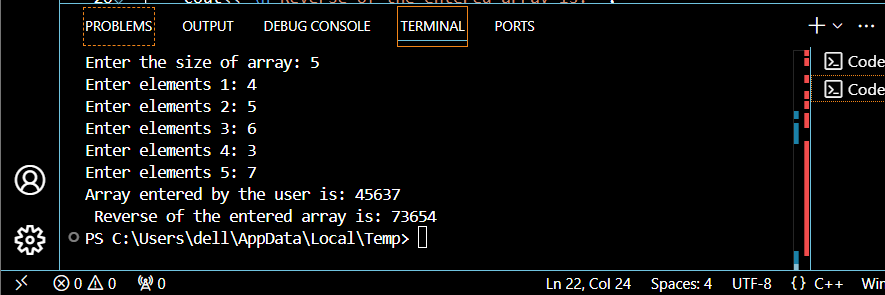 PROBLEMS OUTPUT DEBUG CONSOLE TERMINAL PORTS
Enter the size of array: 5
Enter elements 1: 4
Enter elements 2: 5
Enter elements 3: 6
Enter elements 4: 3
Enter elements 5: 7
Array entered by the user is: 45637
Reverse of the entered array is: 73654
PS C:\Users\dell\AppData\Local\Temp>
Code
Code
0 0 0 Ln 22, Col 24 Spaces: 4 UTF-8 {} C++ Win